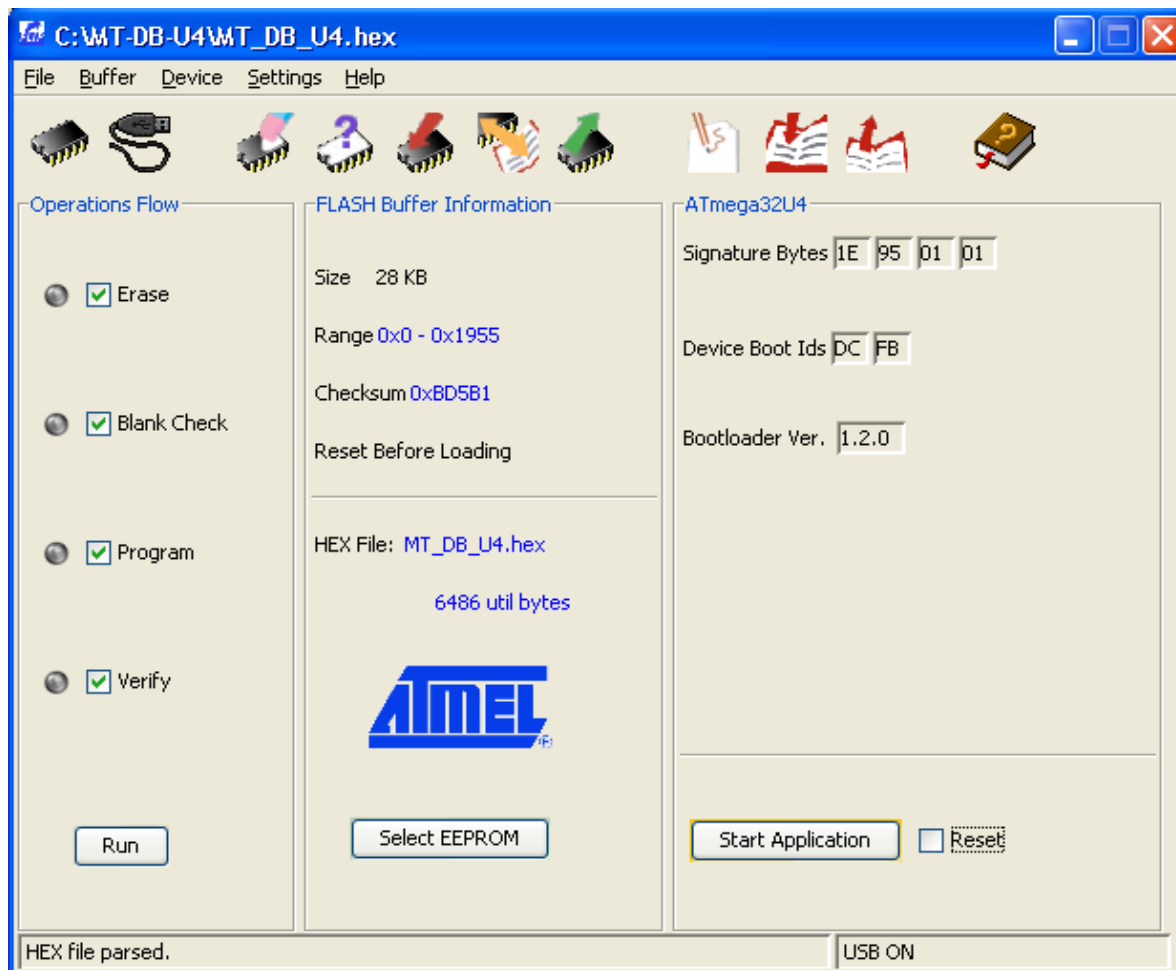 C:\MT-DB-U4\MT_DB_U4.hex
File Buffer Device Settings Help
Operations Flow
Erase
Blank Check
Program
Verify
Run
FLASH Buffer Information
Size 28 KB
Range 0x0 - 0x1955
Checksum 0xBD5B1
Reset Before Loading
HEX File: MT_DB_U4.hex
6486 util bytes
ATMEL®
Select EEPROM
ATmega32U4
Signature Bytes 1E 95 01 01
Device Boot Ids DC FB
Bootloader Ver. 1.2.0
Start Application Reset
HEX file parsed. USB ON